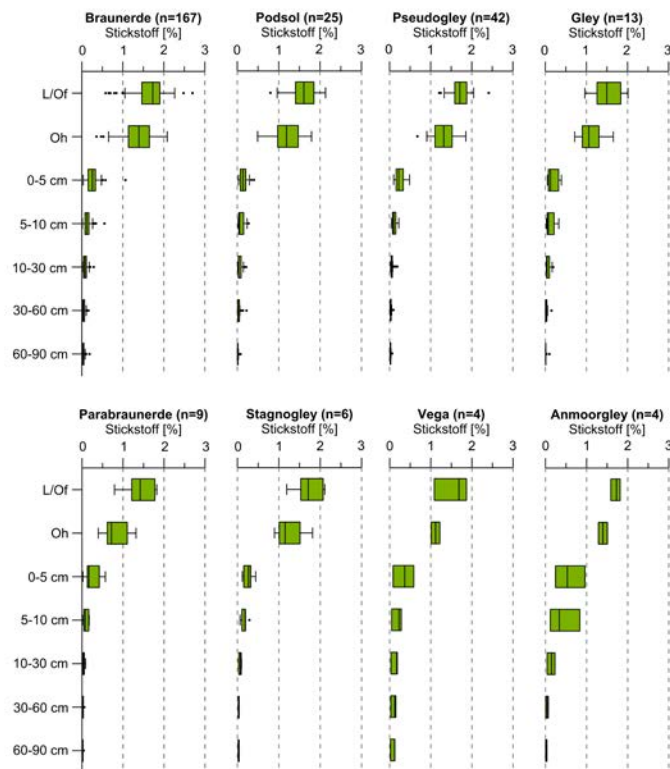 Braunerde (n=167)
Stickstoff [%]
0 1 2 3
Podsol (n=25)
Stickstoff [%]
0 1 2 3
Pseudogley (n=42)
Stickstoff [%]
0 1 2 3
Gley (n=13)
Stickstoff [%]
0 1 2 3
L/Of
Oh
0-5 cm
5-10 cm
10-30 cm
30-60 cm
60-90 cm
Parabraunerde (n=9)
Stickstoff [%]
0 1 2 3
Stagnogley (n=6)
Stickstoff [%]
0 1 2 3
Vega (n=4)
Stickstoff [%]
0 1 2 3
Anmoorgley (n=4)
Stickstoff [%]
0 1 2 3
L/Of
Oh
0-5 cm
5-10 cm
10-30 cm
30-60 cm
60-90 cm